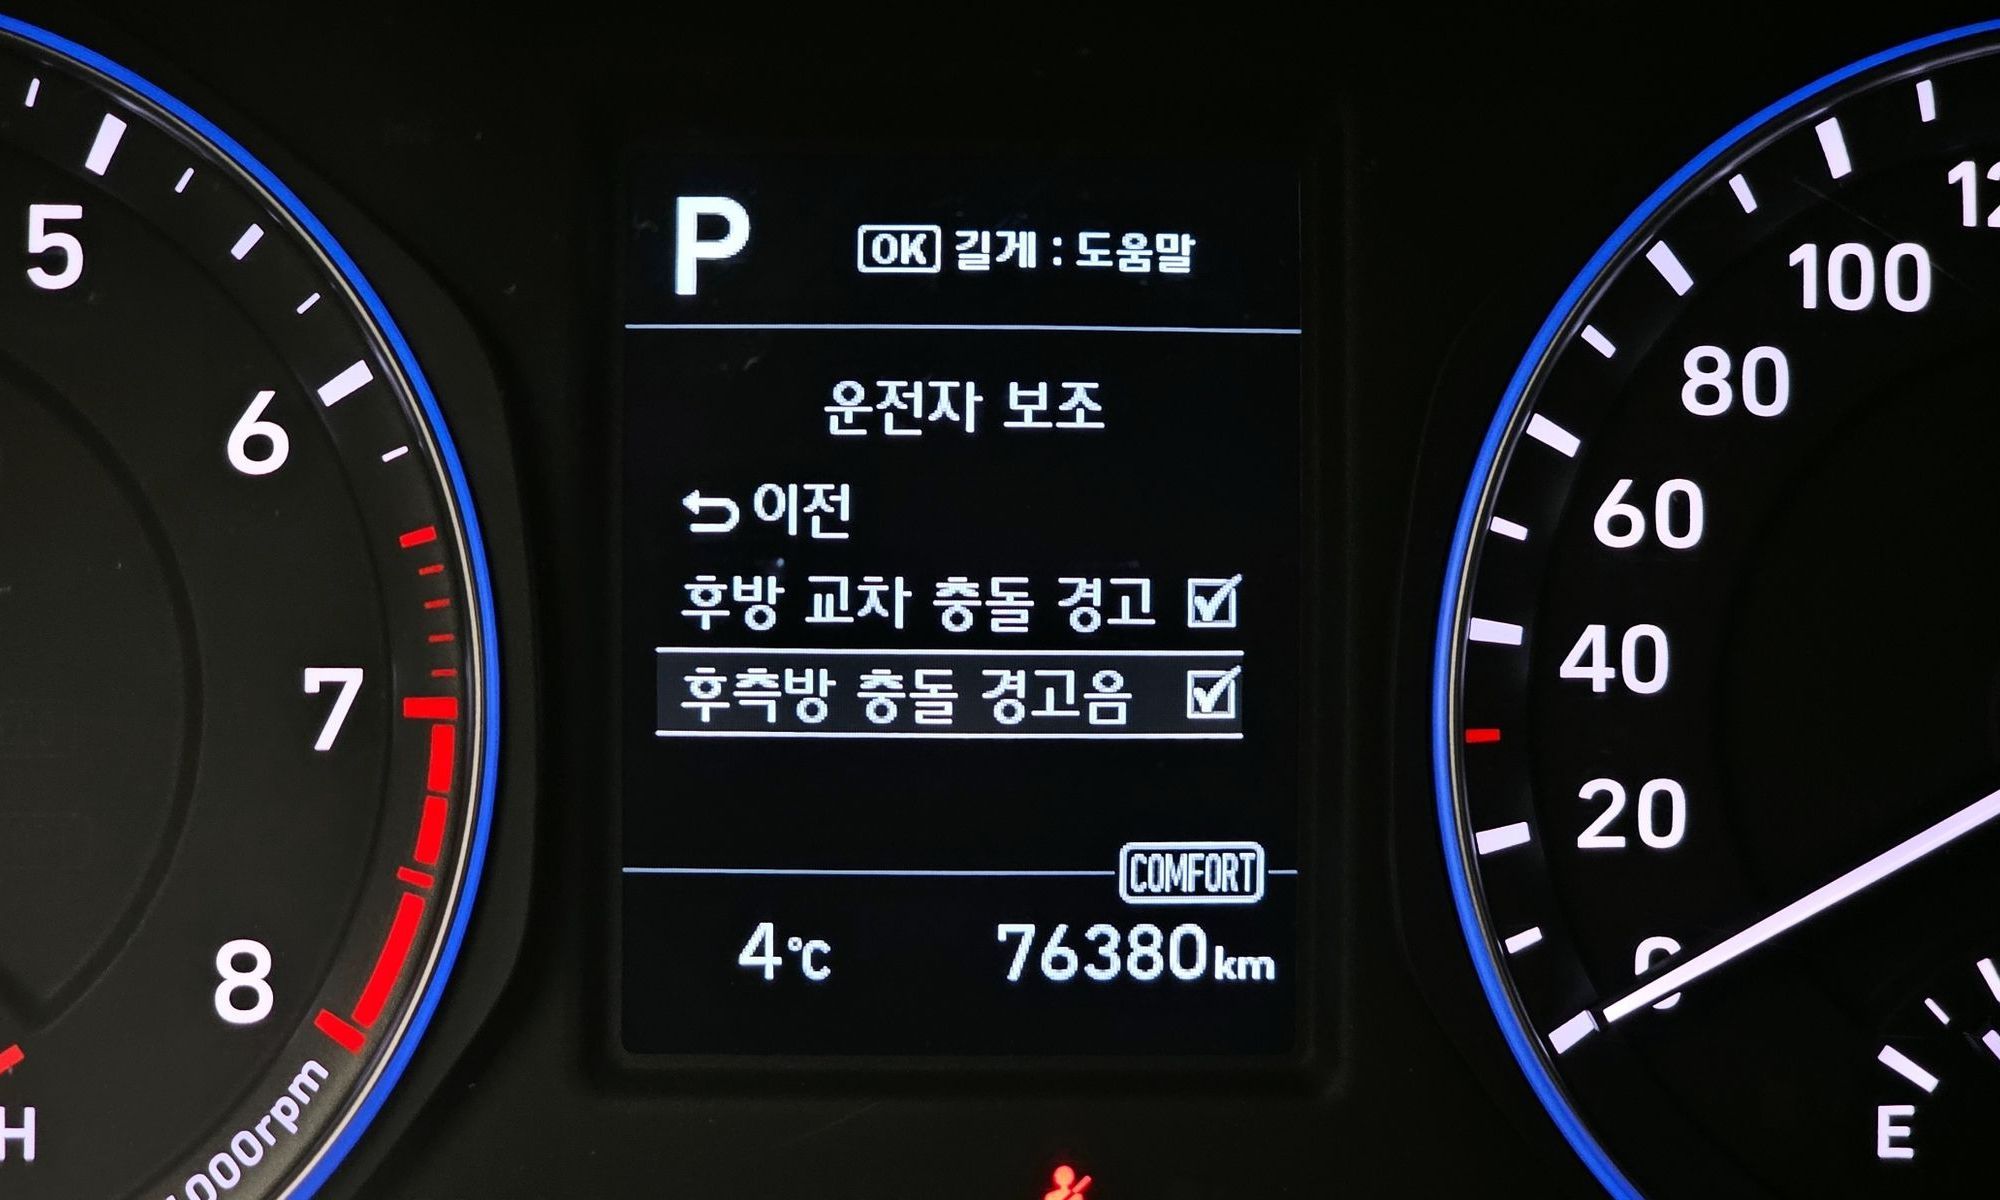 P
OK 길게 : 도움말
운전자 보조
이전
후방 교차 충돌 경고
후측방 충돌 경고음
COMFORT
4℃ 76380km
5
6
7
8
H
000rpm
100
80
60
40
20
0
E